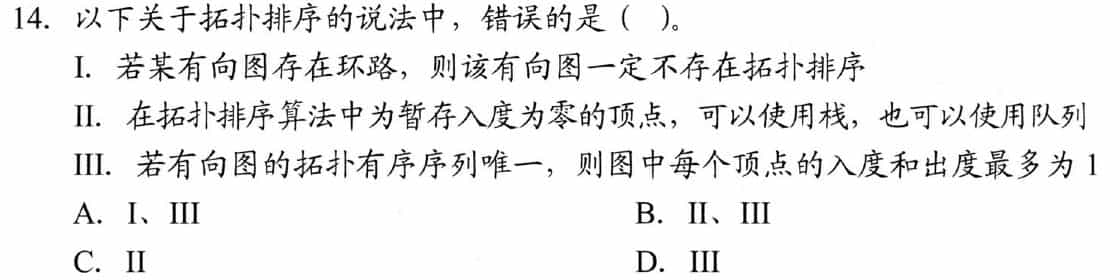 14. 以下关于拓扑排序的说法中，错误的是（ ）。
I. 若某有向图存在环路，则该有向图一定不存在拓扑排序
II. 在拓扑排序算法中为暂存入度为零的顶点，可以使用栈，也可以使用队列
III. 若有向图的拓扑有序序列唯一，则图中每个顶点的入度和出度最多为 1
A. I、III B. II、III
C. II D. III